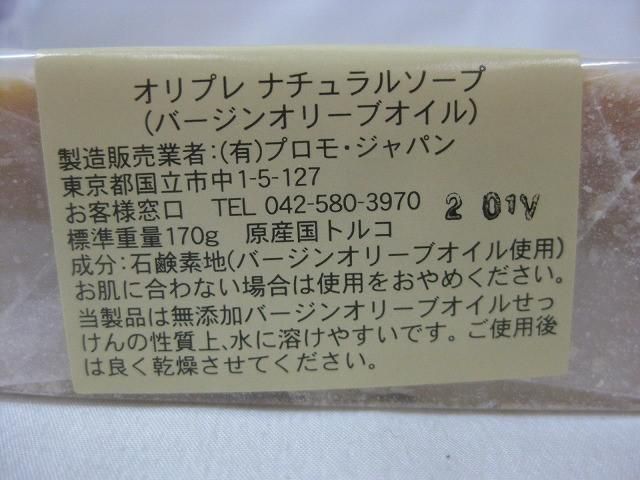 オリプレ ナチュラルソープ
(バージンオリーブオイル)
製造販売業者:(有)プロモ・ジャパン
東京都国立市中1-5-127
お客様窓口 TEL 042-580-3970 2 01V
標準重量170g 原産国トルコ
成分:石鹸素地(バージンオリーブオイル使用)
お肌に合わない場合は使用をおやめください。
当製品は無添加バージンオリーブオイルせっ
けんの性質上、水に溶けやすいです。ご使用後
は良く乾燥させてください。